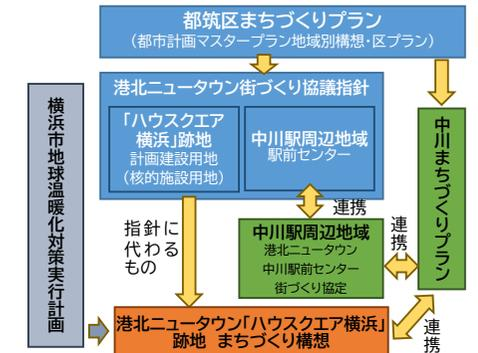 都筑区まちづくりプラン
（都市計画マスタープラン地域別構想・区プラン）
港北ニュータウン街づくり協議指針
「ハウスクエア
横浜」跡地
計画建設用地
（核的施設用地）
中川駅周辺地域
駅前センター
横浜市地球温暖化対策実行計画
中川まちづくりプラン
指針に
代わる
もの
連携
中川駅周辺地域
港北ニュータウン
中川駅前センター
街づくり協定
連携
港北ニュータウン「ハウスクエア横浜」
跡地 まちづくり構想
連携